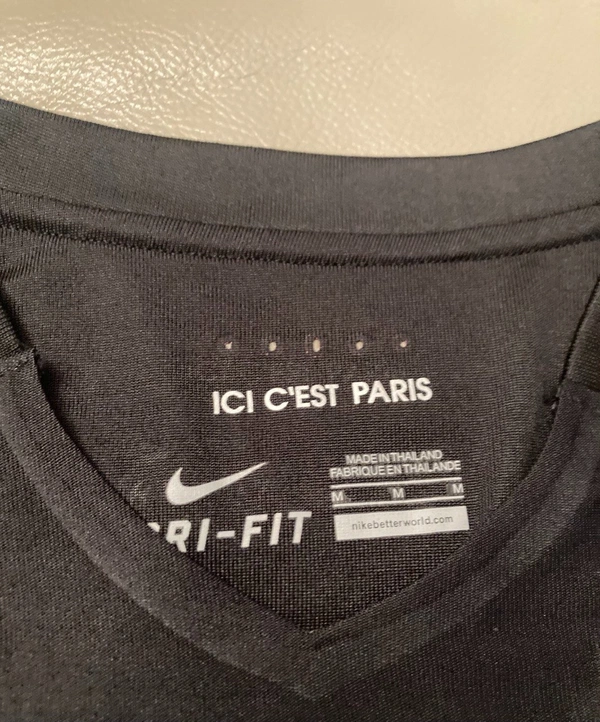 ICI C'EST PARIS
MADE IN THAILAND
FABRIQUE EN THAILANDE
M M M
RI-FIT
nikebetterworld.com